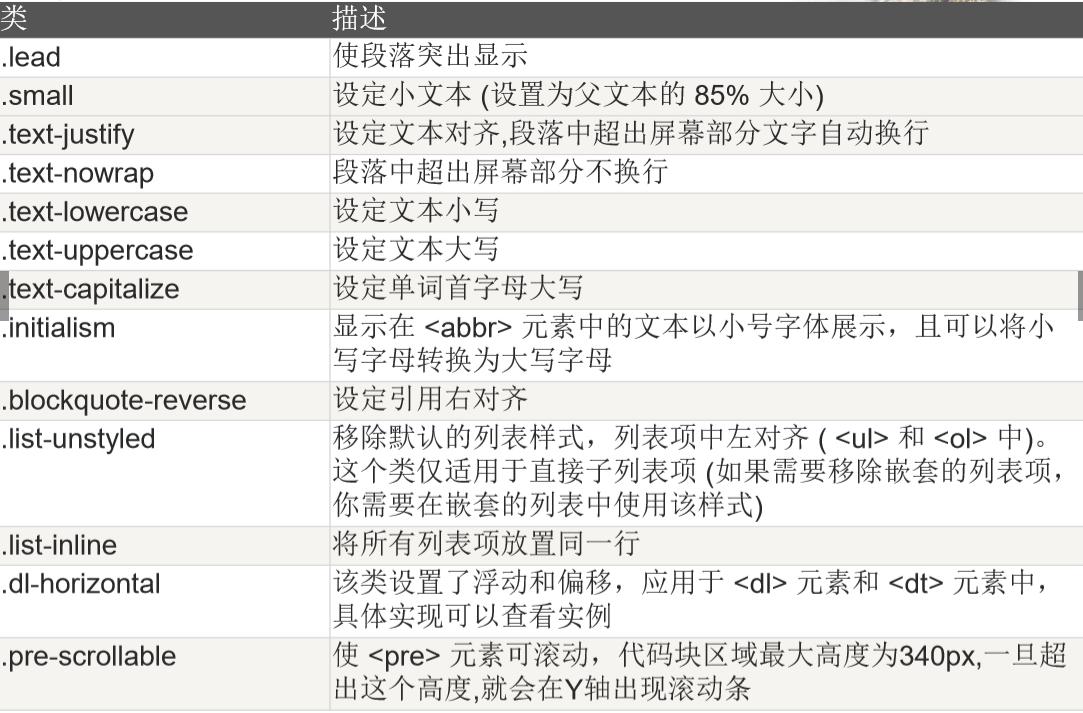 类 描述
.lead 使段落突出显示
.small 设定小文本 (设置为父文本的 85% 大小)
.text-justify 设定文本对齐,段落中超出屏幕部分文字自动换行
.text-nowrap 段落中超出屏幕部分不换行
.text-lowercase 设定文本小写
.text-uppercase 设定文本大写
.text-capitalize 设定单词首字母大写
.initialism 显示在 <abbr> 元素中的文本以小号字体展示，且可以将小
写字母转换为大写字母
.blockquote-reverse 设定引用右对齐
.list-unstyled 移除默认的列表样式，列表项中左对齐 ( <ul> 和 <ol> 中)。
这个类仅适用于直接子列表项 (如果需要移除嵌套的列表项，
你需要在嵌套的列表中使用该样式)
.list-inline 将所有列表项放置同一行
.dl-horizontal 该类设置了浮动和偏移，应用于 <dl> 元素和 <dt> 元素中，
具体实现可以查看实例
.pre-scrollable 使 <pre> 元素可滚动，代码块区域最大高度为340px,一旦超
出这个高度,就会在Y轴出现滚动条